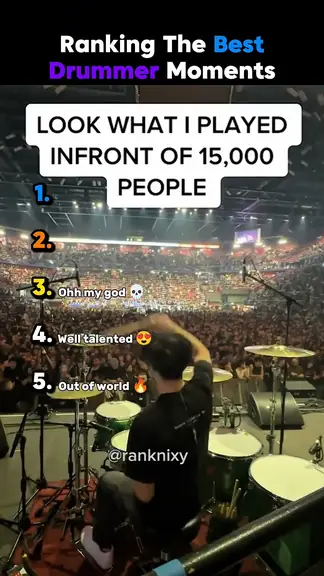 Ranking The Best
Drummer Moments
LOOK WHAT I PLAYED
INFRONT OF 15,000
PEOPLE
1.
2.
3. Ohh my god 💀
4. Well talented 😍
5. Out of world 🔥
@ranknixy